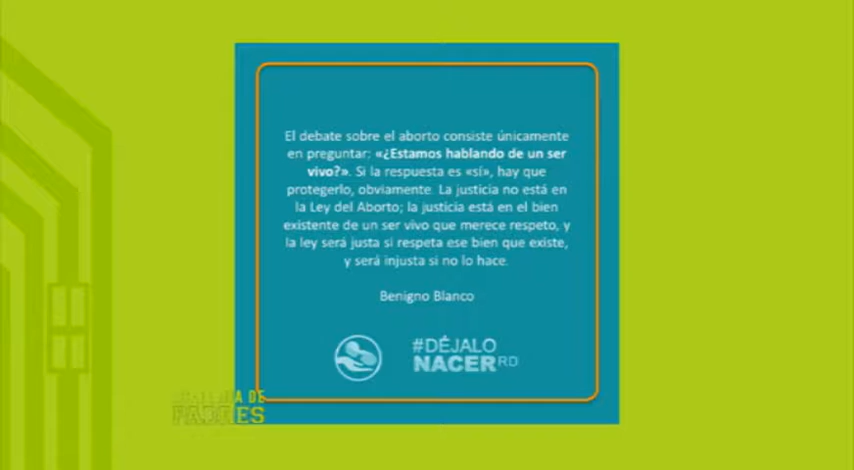 El debate sobre el aborto consiste únicamente
en preguntar: «¿Estamos hablando de un ser
vivo?». Si la respuesta es «sí», hay que
protegerlo, obviamente. La justicia no está en
la Ley del Aborto; la justicia está en el bien
existente de un ser vivo que merece respeto, y
la ley será justa si respeta ese bien que existe,
y será injusta si no lo hace.
Benigno Blanco
#DÉJALO
NACER RD
DE
PADRES